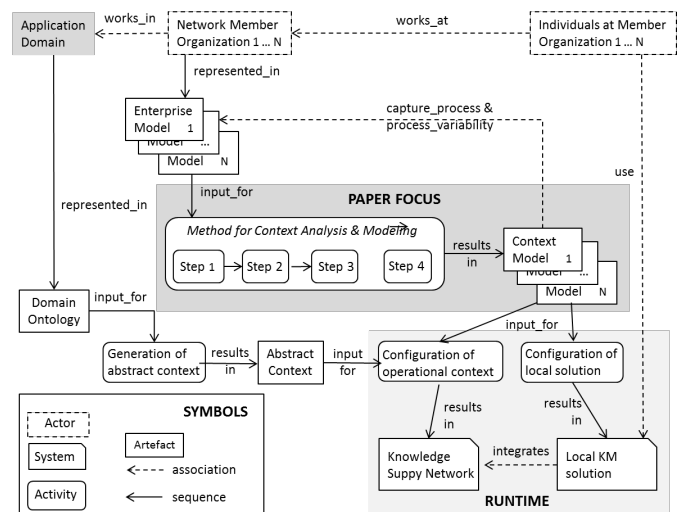 Application
Domain
works_in
Network Member
Organization 1 ... N
works_at
Individuals at Member
Organization 1 ... N
represented_in
Enterprise
Model 1
Model ...
Model N
capture_process &
process_variability
use
represented_in
input_for
PAPER FOCUS
Method for Context Analysis & Modeling
Step 1
Step 2
Step 3
Step 4
results
in
Context
Model 1
Model ...
Model N
Domain
Ontology
input_for
input_for
Generation of
abstract context
results
in
Abstract
Context
input
for
Configuration of
operational context
Configuration of
local solution
results
in
results
in
Knowledge
Suppy Network
integrates
Local KM
solution
RUNTIME
SYMBOLS
Actor
System
Activity
Artefact
association
sequence